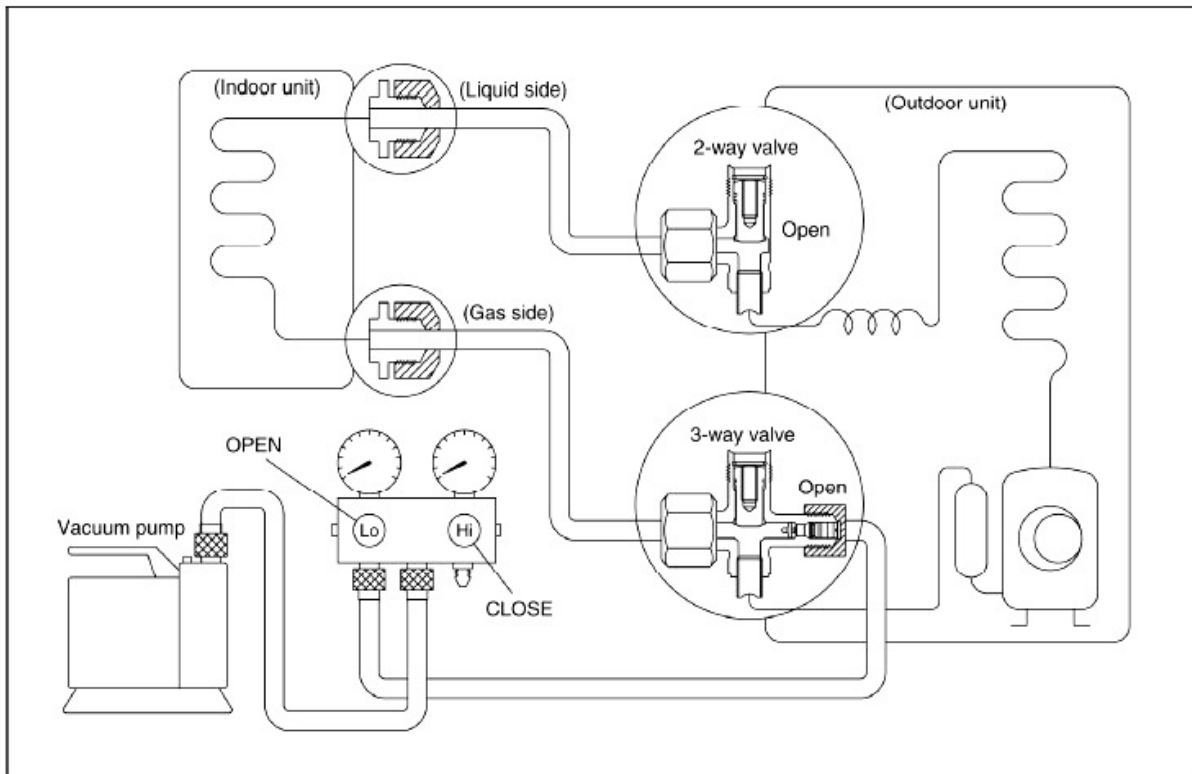 (Indoor unit)
(Liquid side)
(Outdoor unit)
2-way valve
Open
(Gas side)
3-way valve
Open
OPEN
Vacuum pump
Lo
Hi
CLOSE